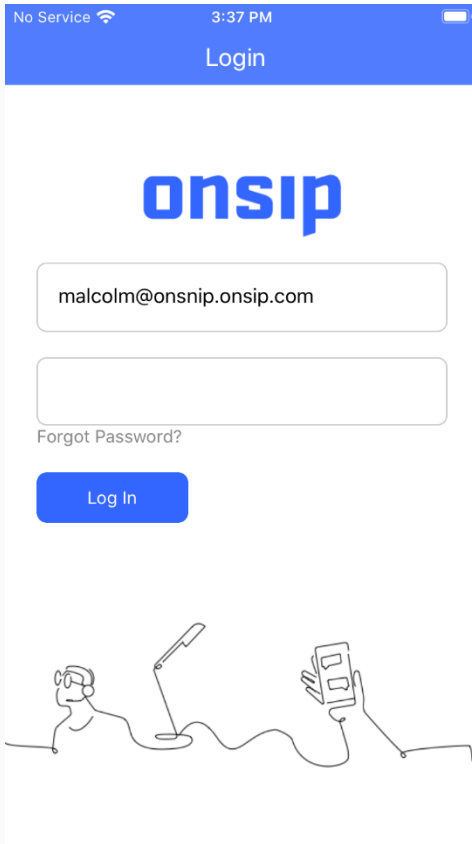 No Service
3:37 PM
Login
onsip
malcolm@onsnip.onsip.com
Forgot Password?
Log In